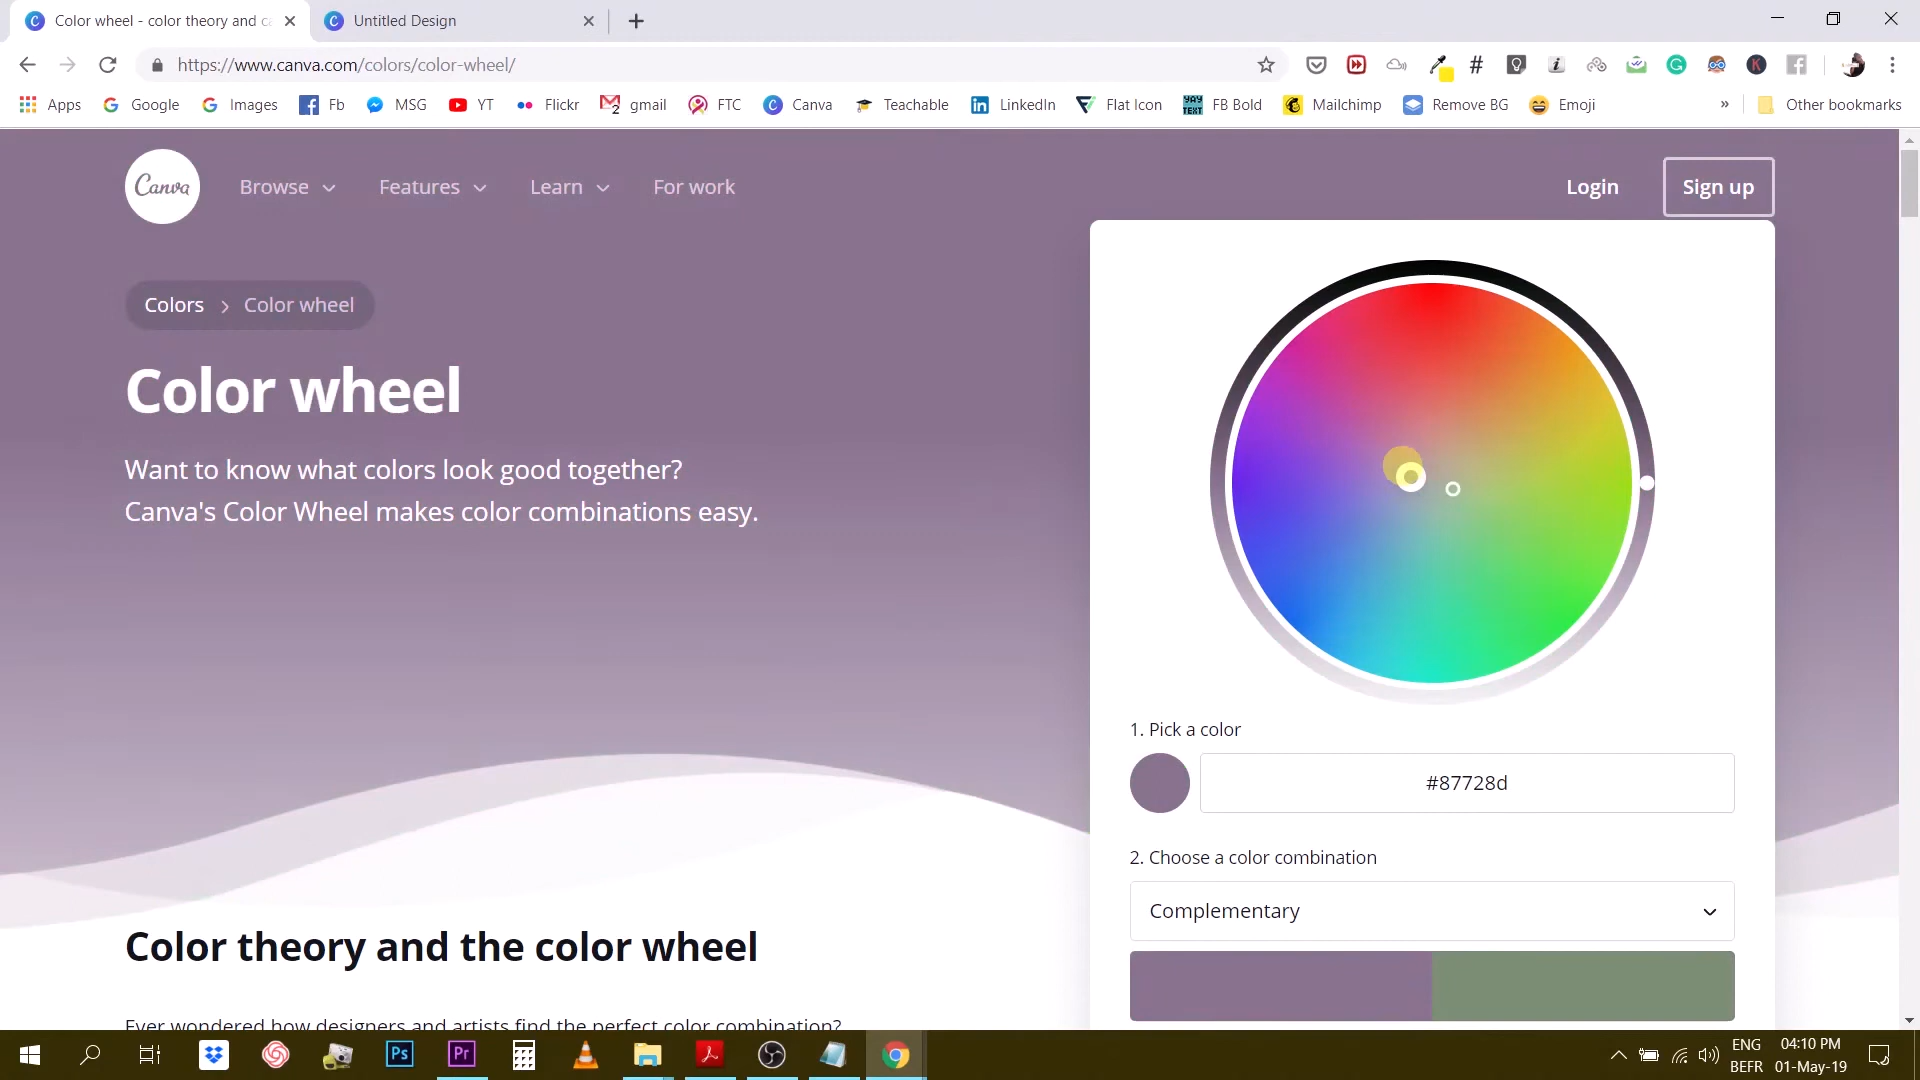 Color wheel - color theory and ca
Untitled Design
https://www.canva.com/colors/color-wheel/
Apps
Google
Images
Fb
MSG
YT
Flickr
gmail
FTC
Canva
Teachable
LinkedIn
Flat Icon
FB Bold
Mailchimp
Remove BG
Emoji
»
Other bookmarks
Canva
Browse
Features
Learn
For work
Login
Sign up
Colors > Color wheel
Color wheel
Want to know what colors look good together?
Canva's Color Wheel makes color combinations easy.
1. Pick a color
#87728d
2. Choose a color combination
Complementary
Color theory and the color wheel
Ever wondered how designers and artists find the perfect color combination?
Ps
Pr
ENG
BEFR
04:10 PM
01-May-19